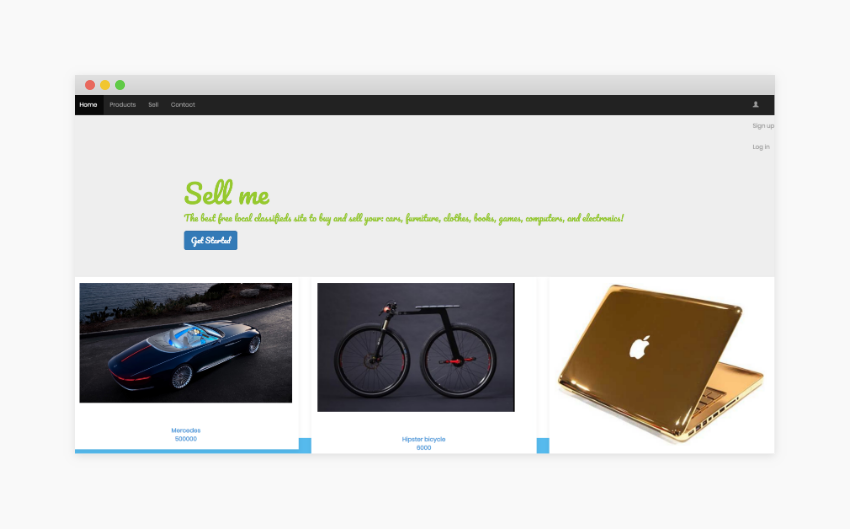 Home Products Sell Contact
Sign up
Log In
Sell me
The best free local classifieds site to buy and sell your: cars, furniture, clothes, books, games, computers, and electronics!
Get Started
Mercedes
500000
Hipster bicycle
6000